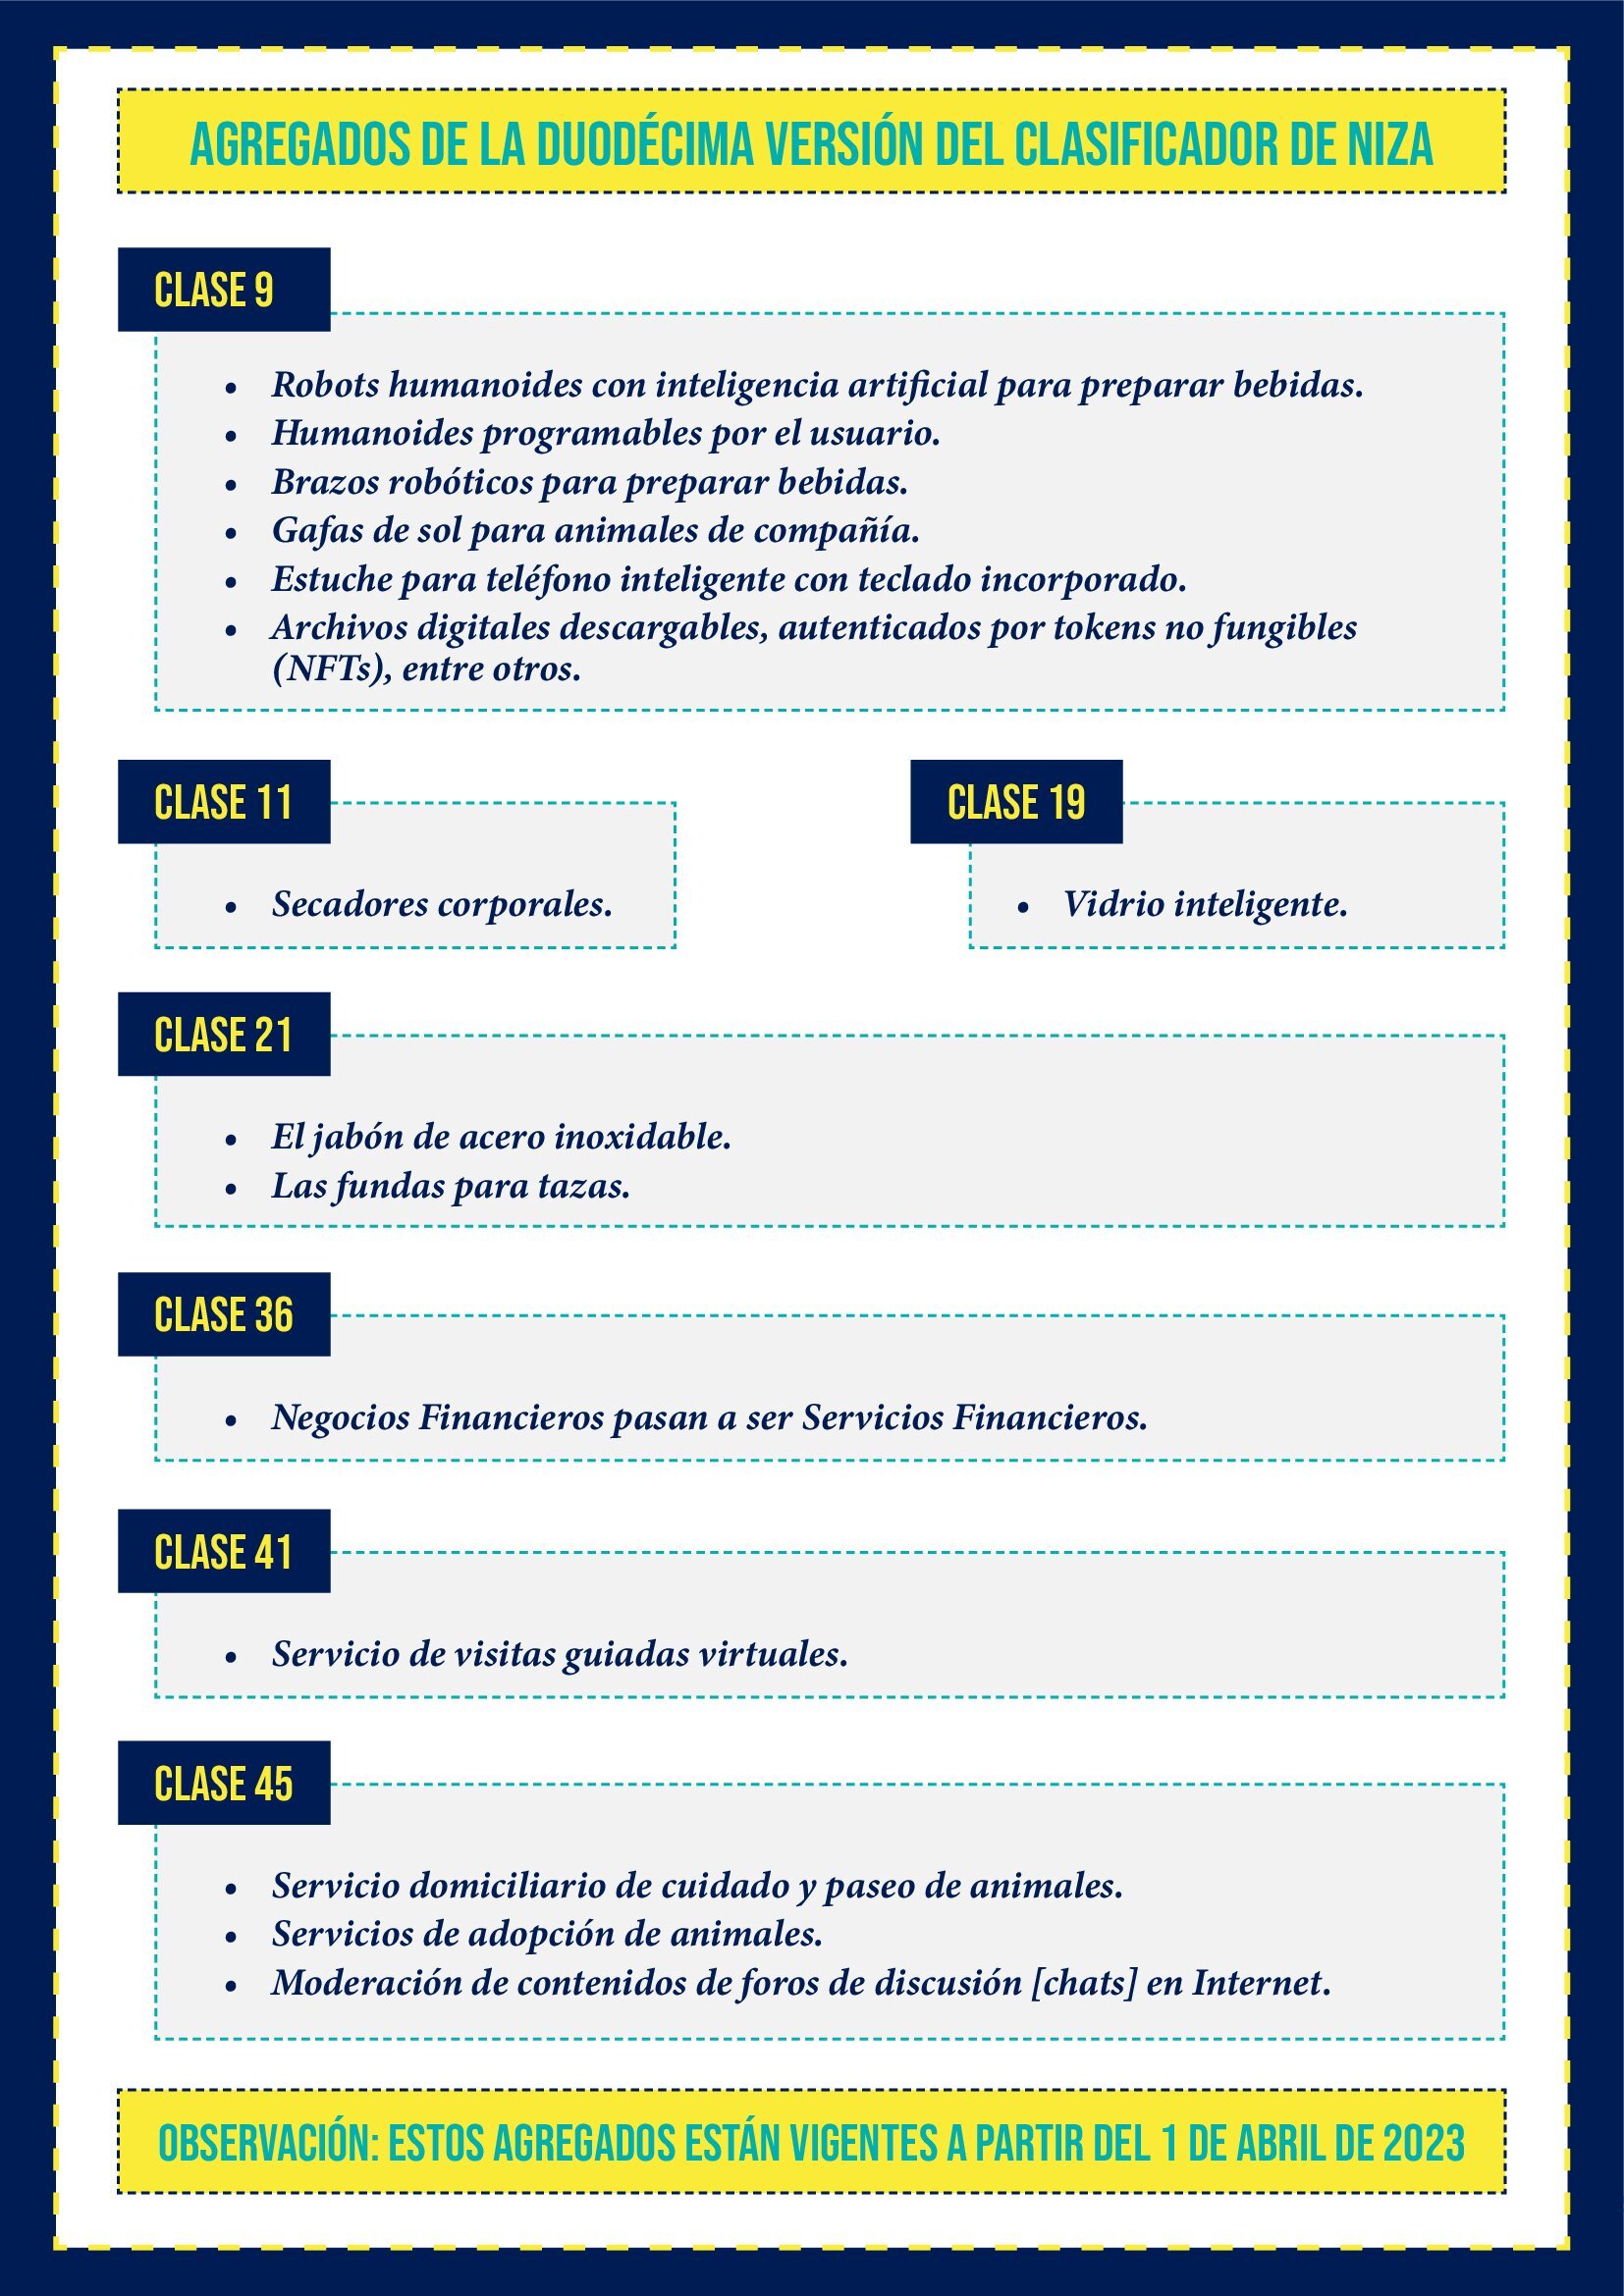 AGREGADOS DE LA DUODÉCIMA VERSIÓN DEL CLASIFICADOR DE NIZA
CLASE 9
• Robots humanoides con inteligencia artificial para preparar bebidas.
• Humanoides programables por el usuario.
• Brazos robóticos para preparar bebidas.
• Gafas de sol para animales de compañía.
• Estuche para teléfono inteligente con teclado incorporado.
• Archivos digitales descargables, autenticados por tokens no fungibles
(NFTs), entre otros.
CLASE 11
• Secadores corporales.
CLASE 19
• Vidrio inteligente.
CLASE 21
• El jabón de acero inoxidable.
• Las fundas para tazas.
CLASE 36
• Negocios Financieros pasan a ser Servicios Financieros.
CLASE 41
• Servicio de visitas guiadas virtuales.
CLASE 45
• Servicio domiciliario de cuidado y paseo de animales.
• Servicios de adopción de animales.
• Moderación de contenidos de foros de discusión [chats] en Internet.
OBSERVACIÓN: ESTOS AGREGADOS ESTÁN VIGENTES A PARTIR DEL 1 DE ABRIL DE 2023